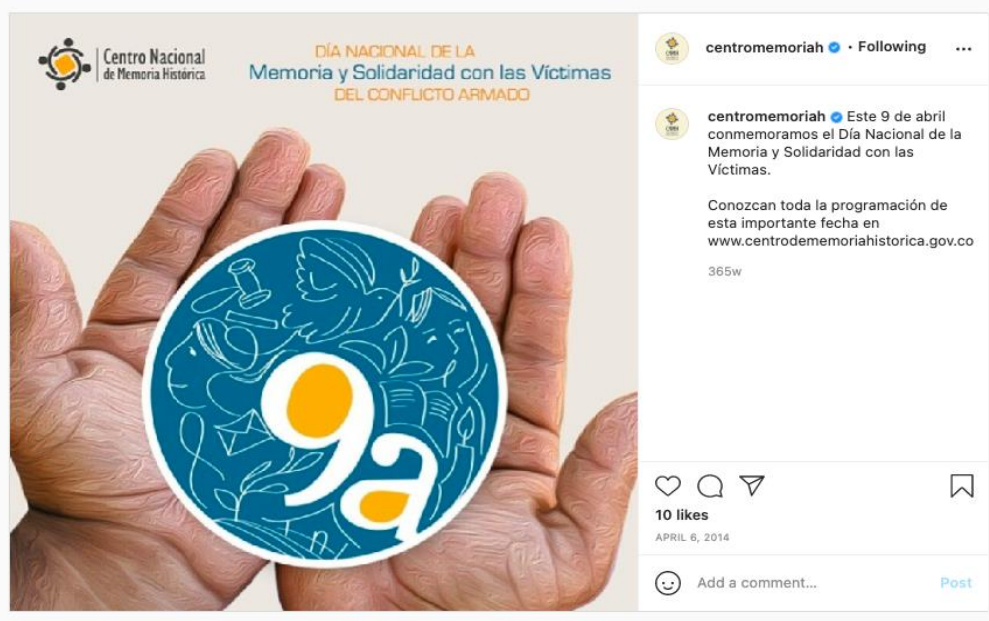 Centro Nacional
de Memoria Histórica
DÍA NACIONAL DE LA
Memoria y Solidaridad con las Víctimas
DEL CONFLICTO ARMADO
9a
centromemoriah • Following
centromemoriah Este 9 de abril
conmemoramos el Día Nacional de la
Memoria y Solidaridad con las
Víctimas.
Conozcan toda la programación de
esta importante fecha en
www.centrodememoriahistorica.gov.co
365w
10 likes
APRIL 6, 2014
Add a comment...
Post